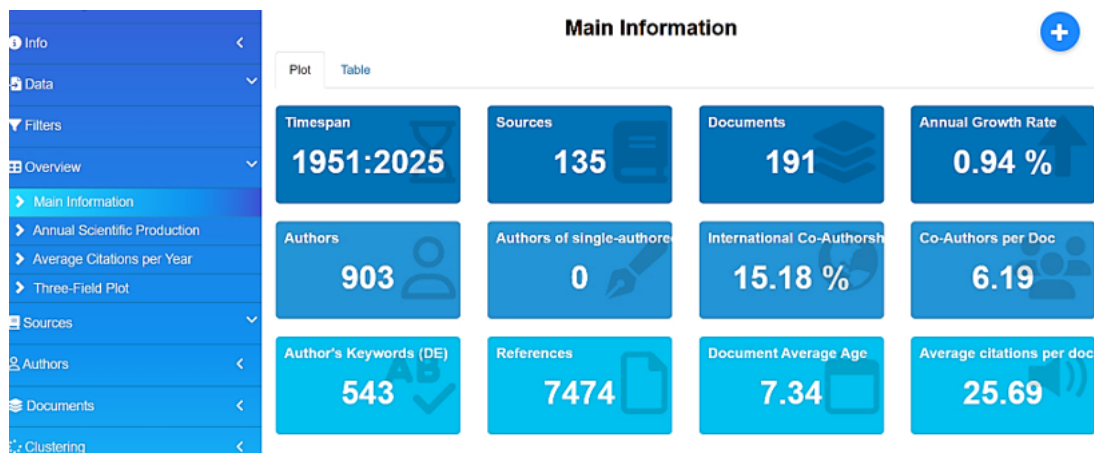 Main Information
Info
Data
Filters
Overview
Main Information
Annual Scientific Production
Average Citations per Year
Three-Field Plot
Sources
Authors
Documents
Clustering
Plot Table
Timespan
1951:2025
Sources
135
Documents
191
Annual Growth Rate
0.94 %
Authors
903
Authors of single-authore
0
International Co-Authorsh
15.18 %
Co-Authors per Doc
6.19
Author's Keywords (DE)
543
References
7474
Document Average Age
7.34
Average citations per doc
25.69